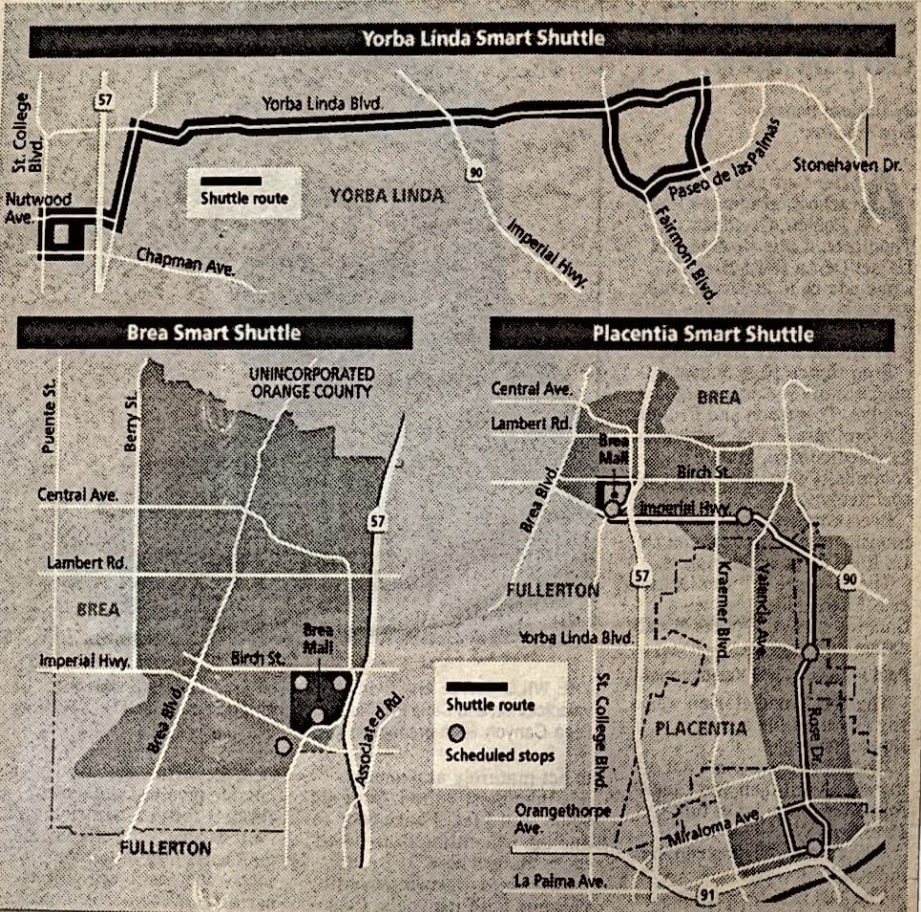 Yorba Linda Smart Shuttle
St. College
Blvd.
57
Yorba Linda Blvd.
Nutwood
Ave.
Shuttle route
YORBA LINDA
90
Chapman Ave.
Imperial Hwy.
Paseo de las Palmas
Fairmont Blvd.
Stonehaven Dr.
Brea Smart Shuttle
UNINCORPORATED
ORANGE COUNTY
Puente St.
Berry St.
Central Ave.
57
Lambert Rd.
BREA
Brea
Mall
Imperial Hwy.
Birch St.
Brea Blvd.
Associated Rd.
FULLERTON
Placentia Smart Shuttle
Central Ave.
BREA
Lambert Rd.
Brea
Mall
Birch St.
Brea Blvd.
Imperial Hwy.
57
90
FULLERTON
Kraemer Blvd.
Valencia Ave.
Yorba Linda Blvd.
Shuttle route
Scheduled stops
St. College Blvd.
PLACENTIA
Rose Dr.
Orangethorpe
Ave.
Miraloma Ave.
La Palma Ave.
91